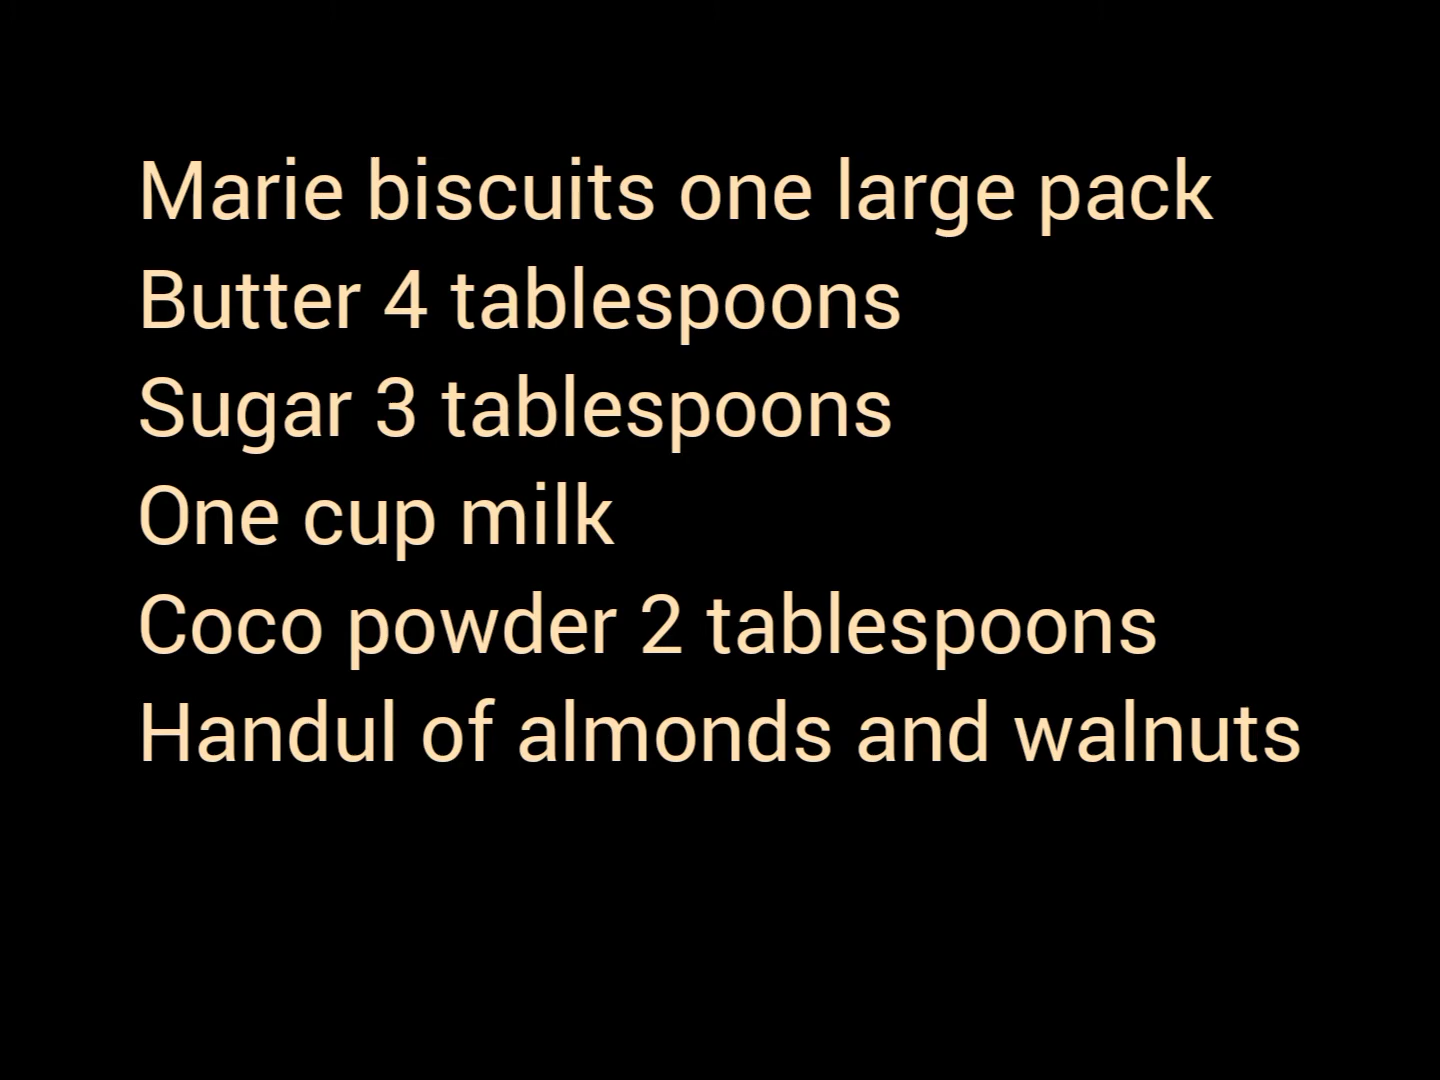 Marie biscuits one large pack
Butter 4 tablespoons
Sugar 3 tablespoons
One cup milk
Coco powder 2 tablespoons
Handul of almonds and walnuts